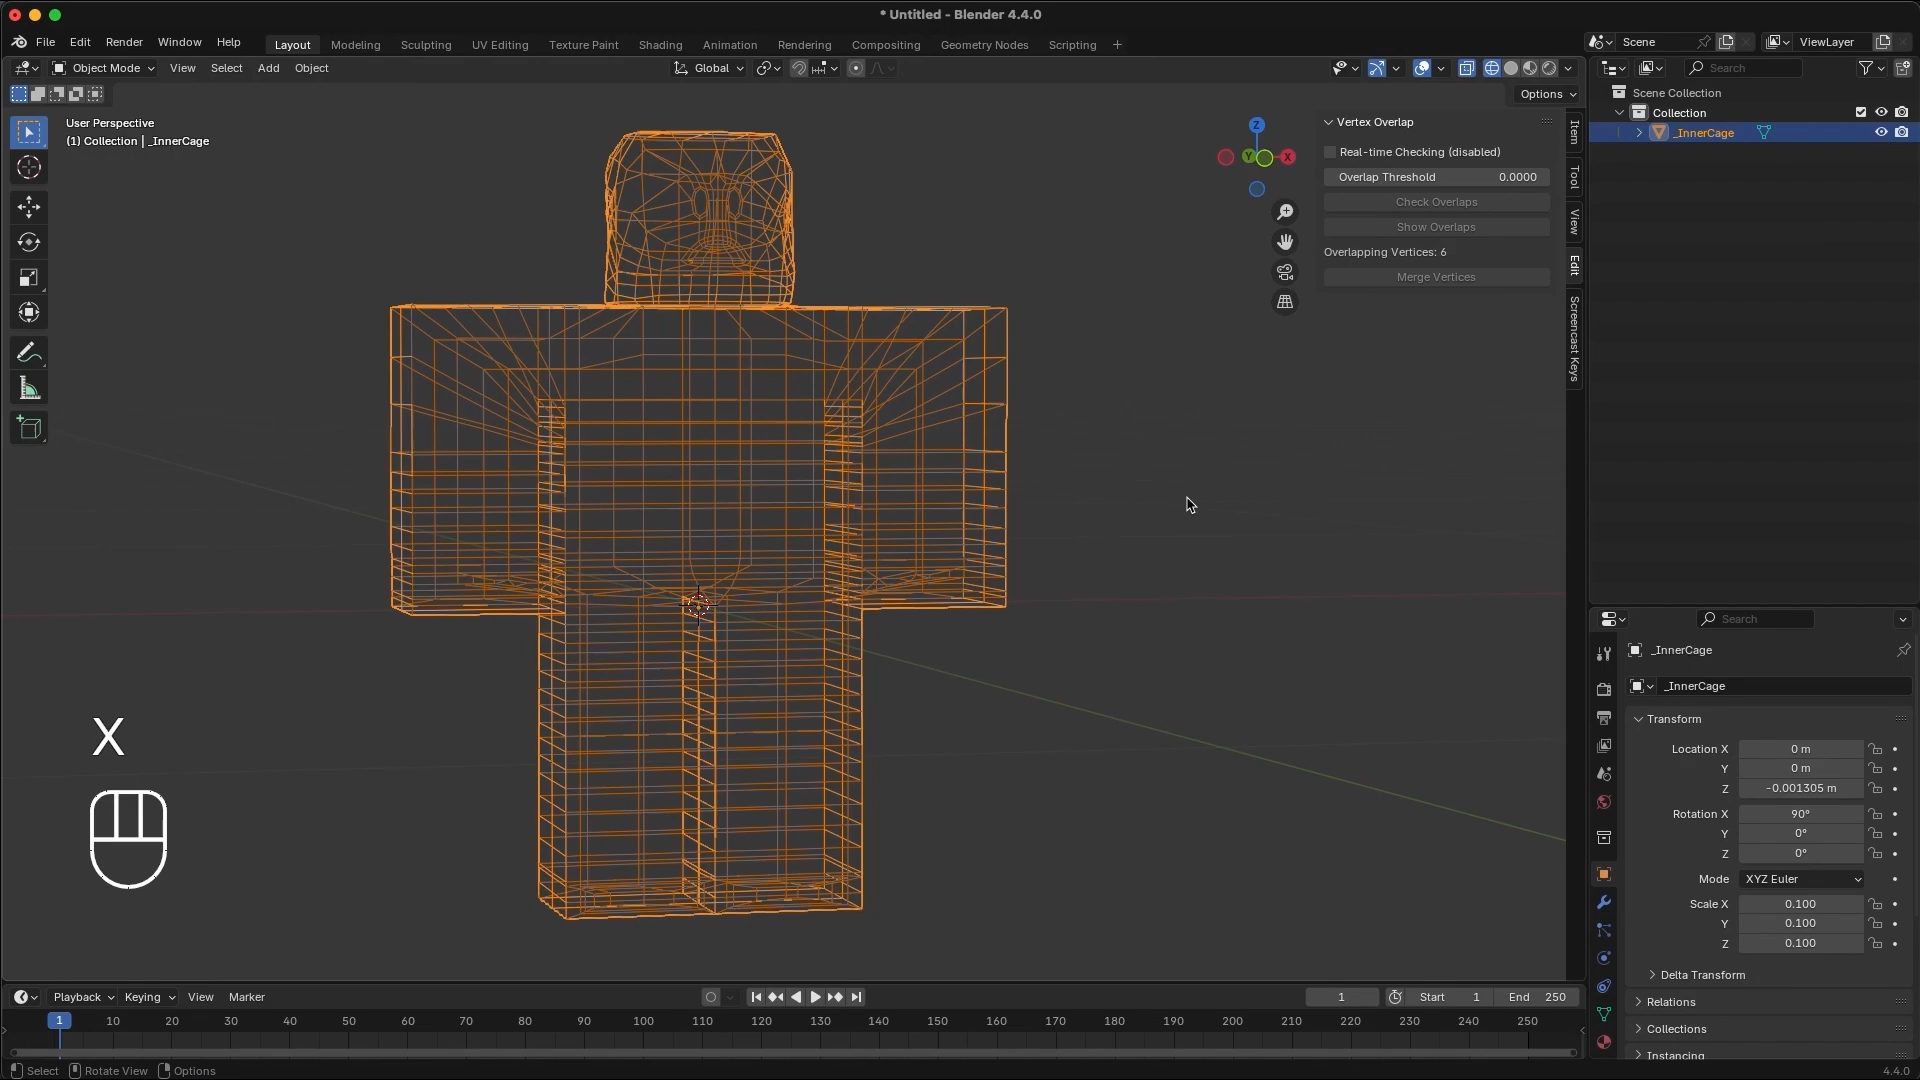 * Untitled - Blender 4.4.0
File Edit Render Window Help
Layout Modeling Sculpting UV Editing Texture Paint Shading Animation Rendering Compositing Geometry Nodes Scripting +
Scene
ViewLayer
Object Mode View Select Add Object
Global
Search
Options
User Perspective
(1) Collection | _InnerCage
Scene Collection
Collection
_InnerCage
Z
Y
X
Vertex Overlap
Real-time Checking (disabled)
Overlap Threshold 0.0000
Check Overlaps
Show Overlaps
Overlapping Vertices: 6
Merge Vertices
Item
Tool
View
Edit
Screencast Keys
X
Search
_InnerCage
_InnerCage
Transform
Location X 0 m
Y 0 m
Z -0.001305 m
Rotation X 90°
Y 0°
Z 0°
Mode XYZ Euler
Scale X 0.100
Y 0.100
Z 0.100
Delta Transform
Relations
Collections
Instancing
Playback Keying View Marker
1 Start 1 End 250
1 10 20 30 40 50 60 70 80 90 100 110 120 130 140 150 160 170 180 190 200 210 220 230 240 250
Select Rotate View Options
4.4.0